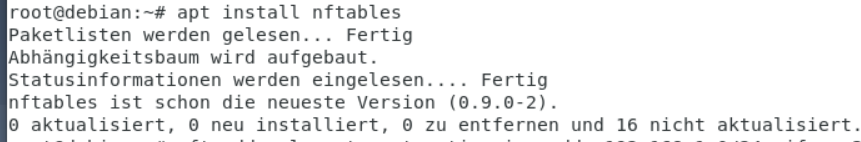 root@debian:~# apt install nftables
Paketlisten werden gelesen... Fertig
Abhängigkeitsbaum wird aufgebaut.
Statusinformationen werden eingelesen.... Fertig
nftables ist schon die neueste Version (0.9.0-2).
0 aktualisiert, 0 neu installiert, 0 zu entfernen und 16 nicht aktualisiert.